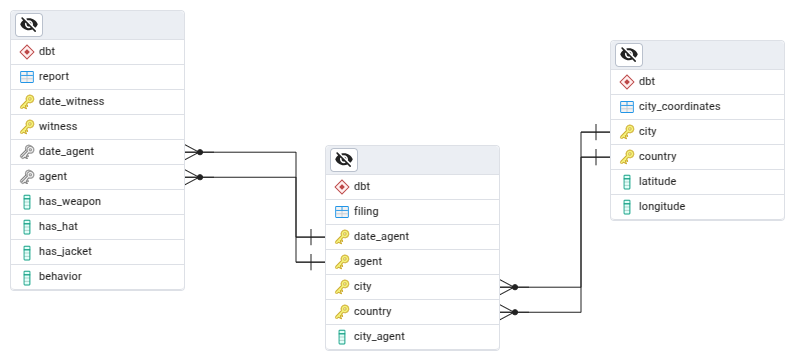 dbt
report
date_witness
witness
date_agent
agent
has_weapon
has_hat
has_jacket
behavior
dbt
filing
date_agent
agent
city
country
city_agent
dbt
city_coordinates
city
country
latitude
longitude